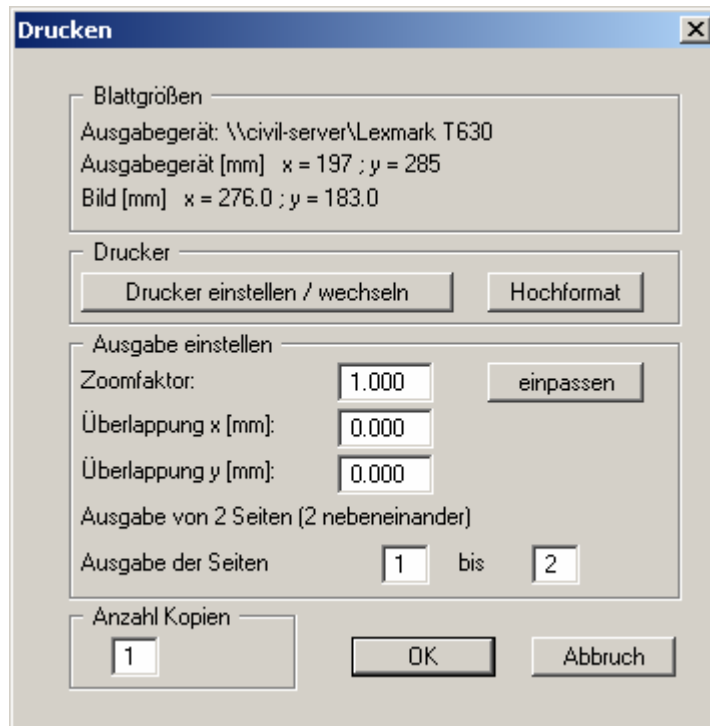 Drucken
Blattgrößen
Ausgabegerät: \\civil-server\Lexmark T630
Ausgabegerät [mm] x = 197 ; y = 285
Bild [mm] x = 276.0 ; y = 183.0
Drucker
Drucker einstellen / wechseln Hochformat
Ausgabe einstellen
Zoomfaktor: 1.000 einpassen
Überlappung x [mm]: 0.000
Überlappung y [mm]: 0.000
Ausgabe von 2 Seiten (2 nebeneinander)
Ausgabe der Seiten 1 bis 2
Anzahl Kopien
1 OK Abbruch